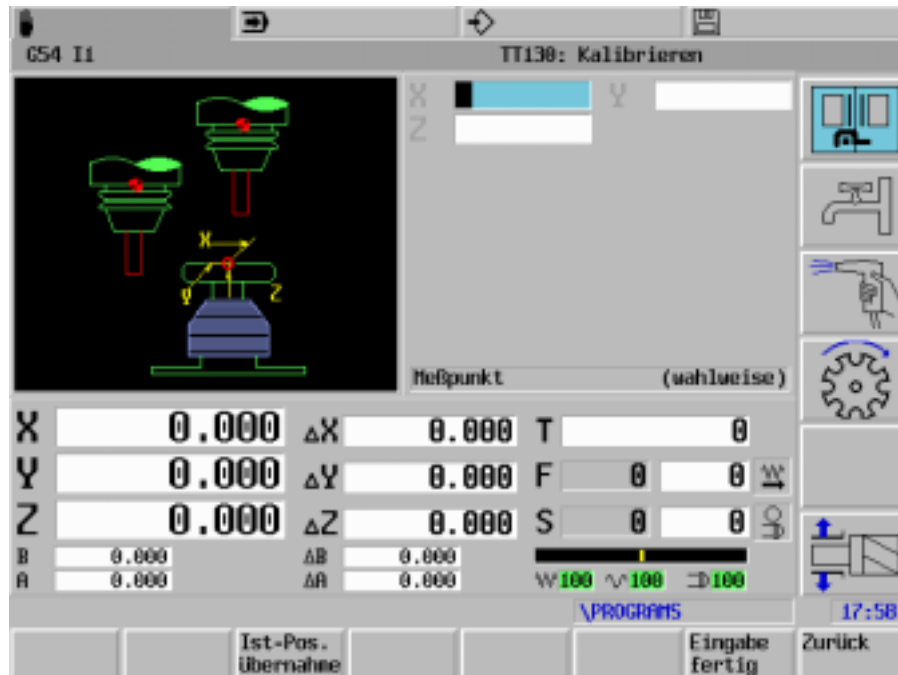 G54 I1
TT130: Kalibrieren
X Y
Z
X
Y Z
Meßpunkt (wahlweise)
X 0.000 ΔX 0.000 T 0
Y 0.000 ΔY 0.000 F 0 0
Z 0.000 ΔZ 0.000 S 0 0
B 0.000 ΔB 0.000
A 0.000 ΔA 0.000 100 100 100
\PROGRAMS 17:58
Ist-Pos. Eingabe Zurück
übernahme fertig